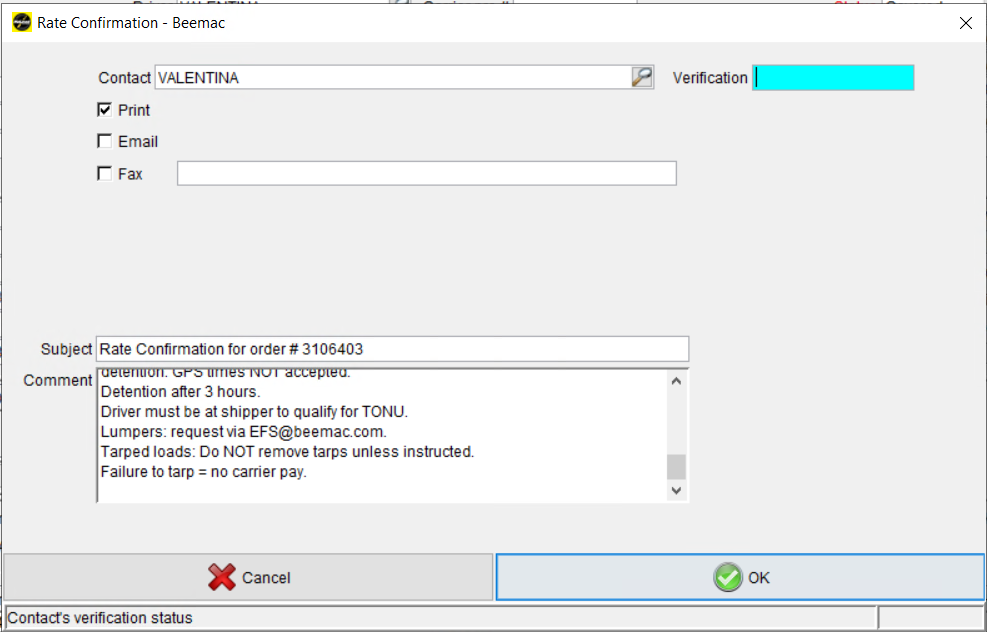 Rate Confirmation - Beemac
Contact VALENTINA Verification
Print
Email
Fax
Subject Rate Confirmation for order # 3106403
Comment
detention. GPS times NOT accepted.
Detention after 3 hours.
Driver must be at shipper to qualify for TONU.
Lumpers: request via EFS@beemac.com.
Tarped loads: Do NOT remove tarps unless instructed.
Failure to tarp = no carrier pay.
Cancel OK
Contact's verification status